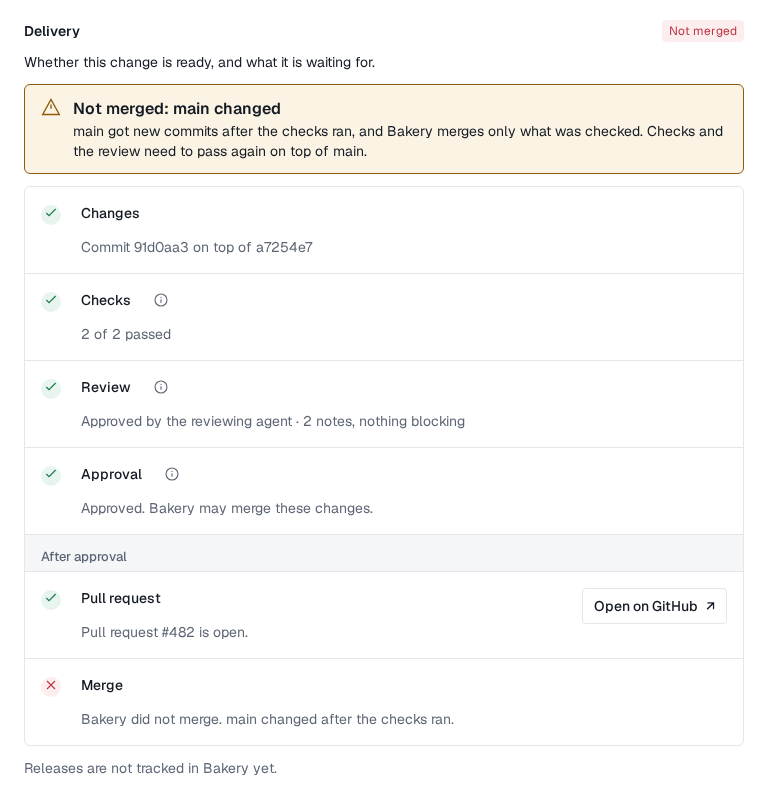 Delivery
Not merged
Whether this change is ready, and what it is waiting for.
Not merged: main changed
main got new commits after the checks ran, and Bakery merges only what was checked. Checks and
the review need to pass again on top of main.
Changes
Commit 91d0aa3 on top of a7254e7
Checks
2 of 2 passed
Review
Approved by the reviewing agent · 2 notes, nothing blocking
Approval
Approved. Bakery may merge these changes.
After approval
Pull request
Open on GitHub
Pull request #482 is open.
Merge
Bakery did not merge. main changed after the checks ran.
Releases are not tracked in Bakery yet.